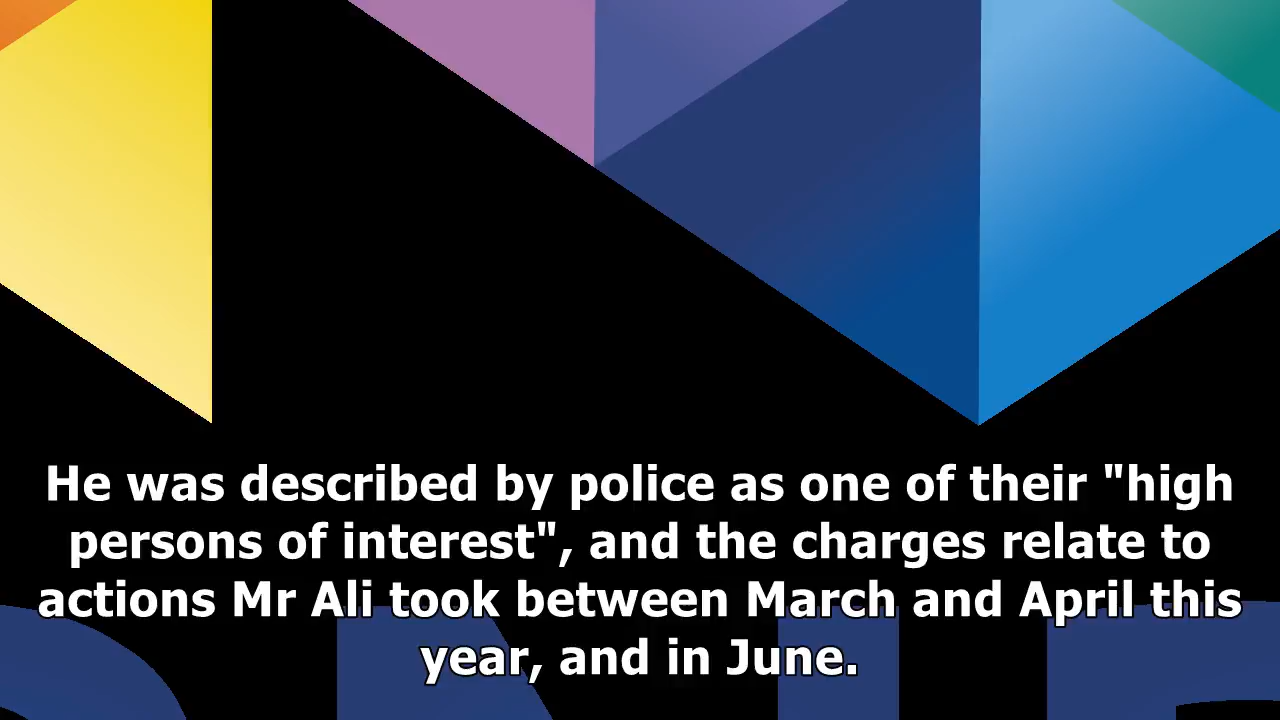 He was described by police as one of their "high
persons of interest", and the charges relate to
actions Mr Ali took between March and April this
year, and in June.